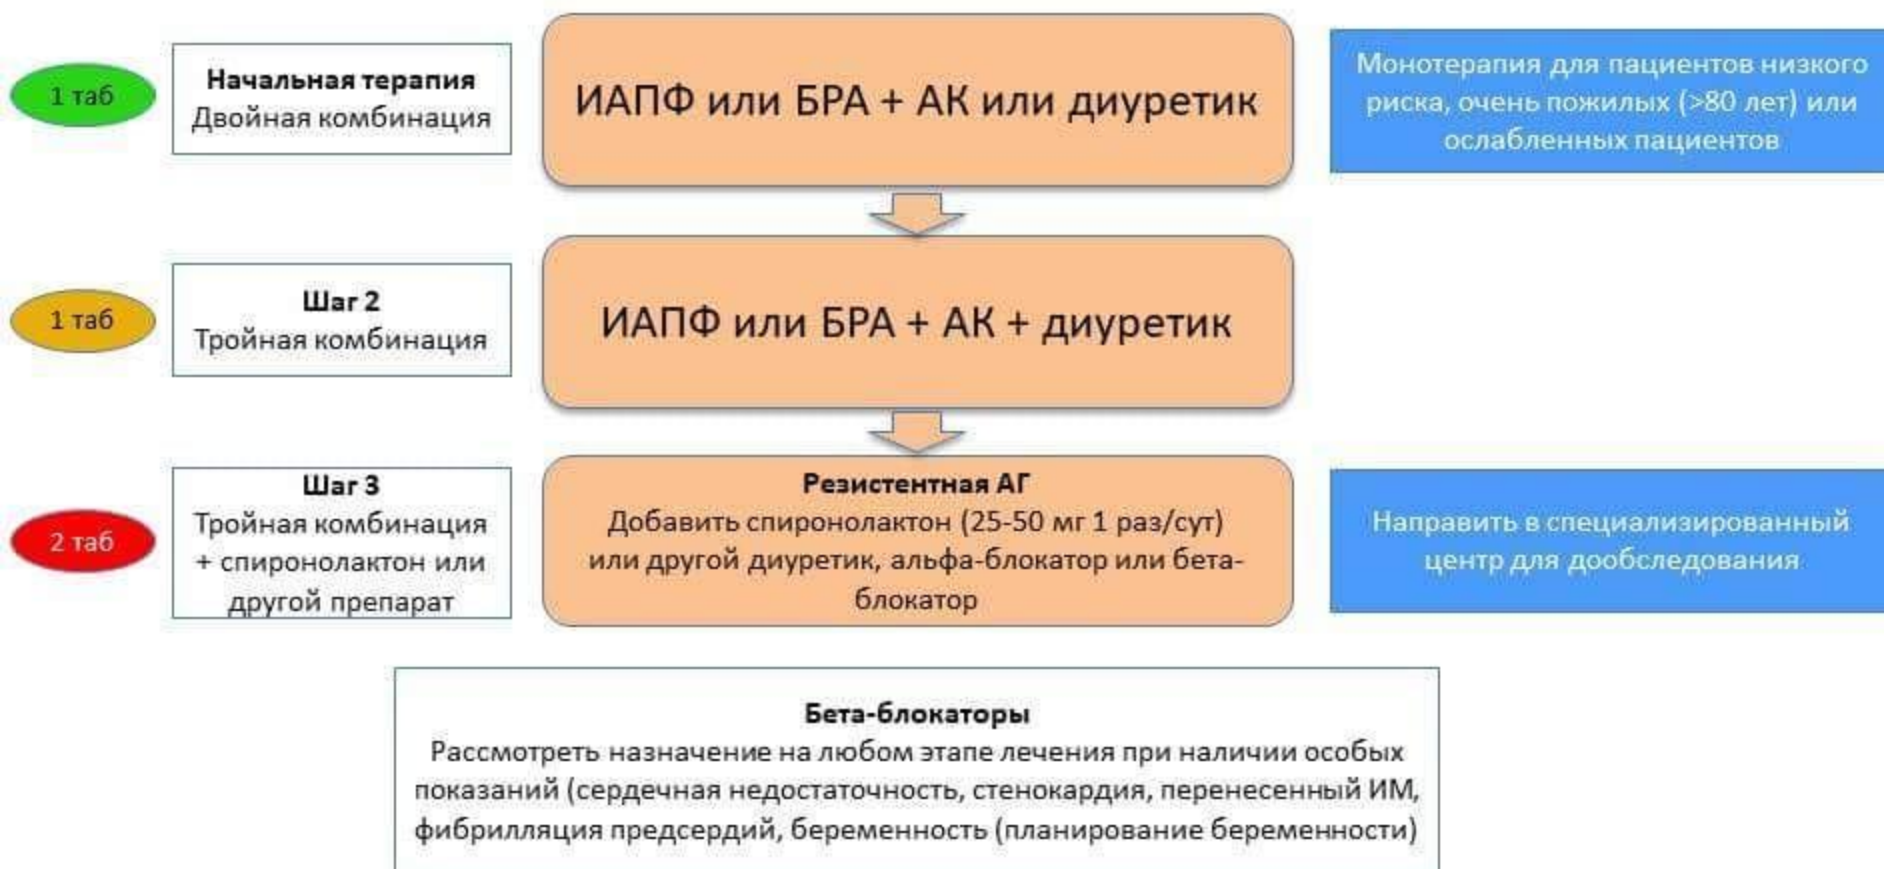 1 таб
Начальная терапия
Двойная комбинация
ИАПФ или БРА + АК или диуретик
Монотерапия для пациентов низкого
риска, очень пожилых (>80 лет) или
ослабленных пациентов
1 таб
Шаг 2
Тройная комбинация
ИАПФ или БРА + АК + диуретик
2 таб
Шаг 3
Тройная комбинация
+ спиронолактон или
другой препарат
Резистентная АГ
Добавить спиронолактон (25-50 мг 1 раз/сут)
или другой диуретик, альфа-блокатор или бета-
блокатор
Направить в специализированный
центр для дообследования
Бета-блокаторы
Рассмотреть назначение на любом этапе лечения при наличии особых
показаний (сердечная недостаточность, стенокардия, перенесенный ИМ,
фибрилляция предсердий, беременность (планирование беременности)